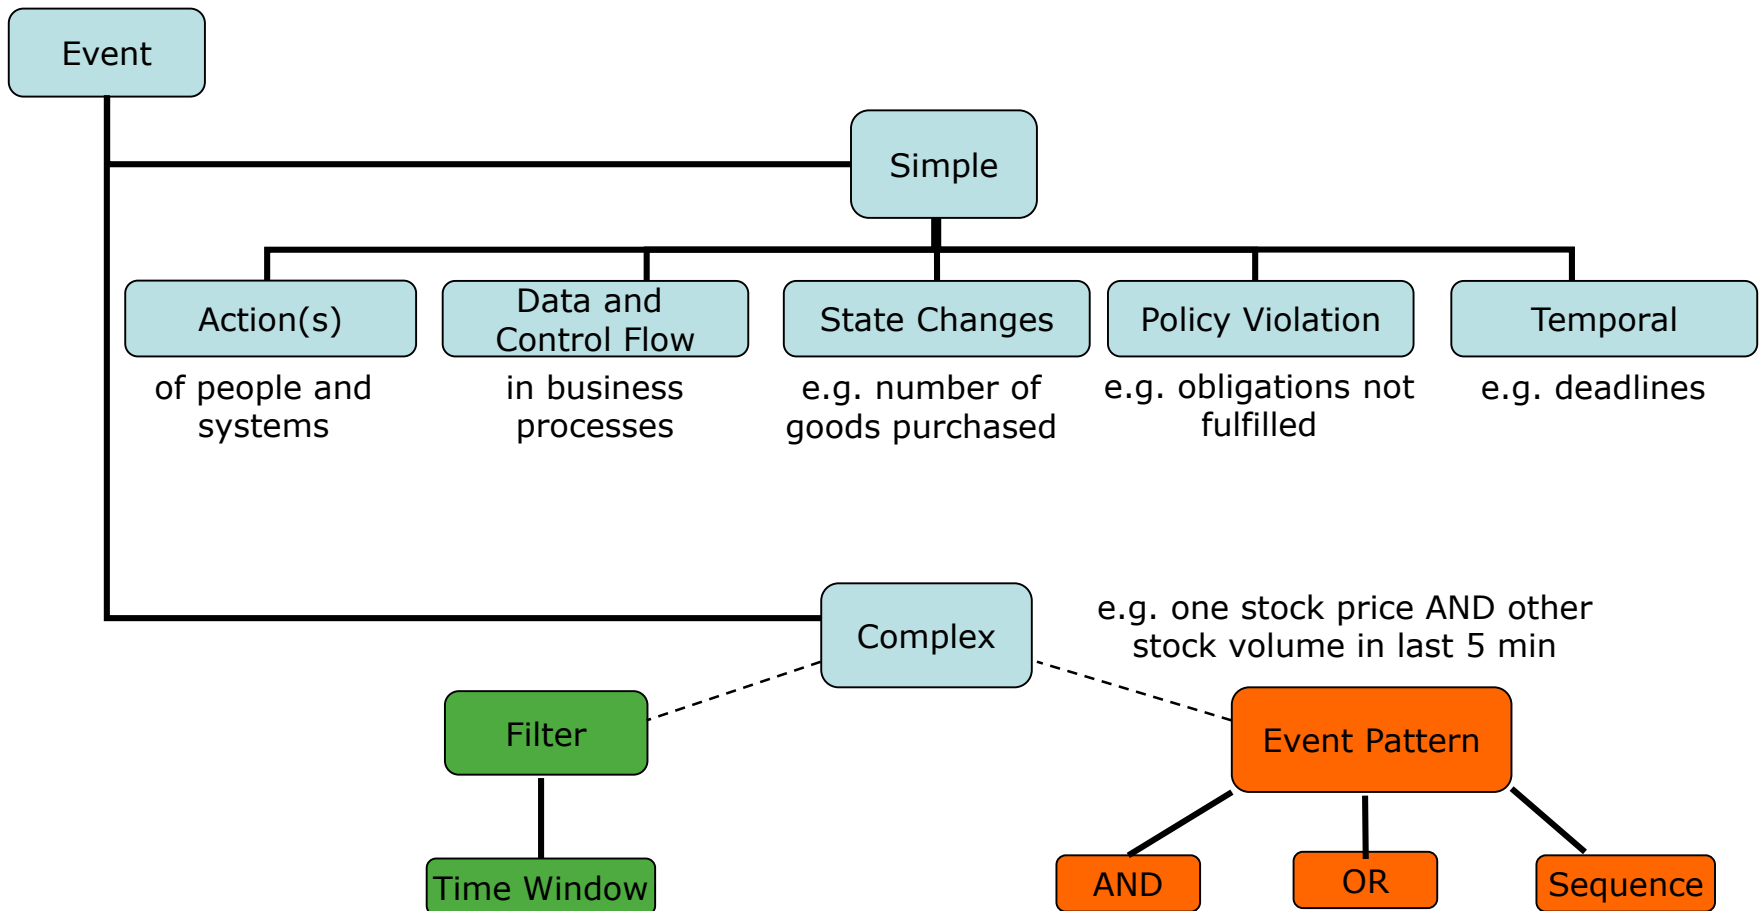 Event
Simple
Action(s)
Data and
Control Flow
State Changes
Policy Violation
Temporal
of people and
systems
in business
processes
e.g. number of
goods purchased
e.g. obligations not
fulfilled
e.g. deadlines
Complex
e.g. one stock price AND other
stock volume in last 5 min
Filter
Event Pattern
Time Window
AND
OR
Sequence